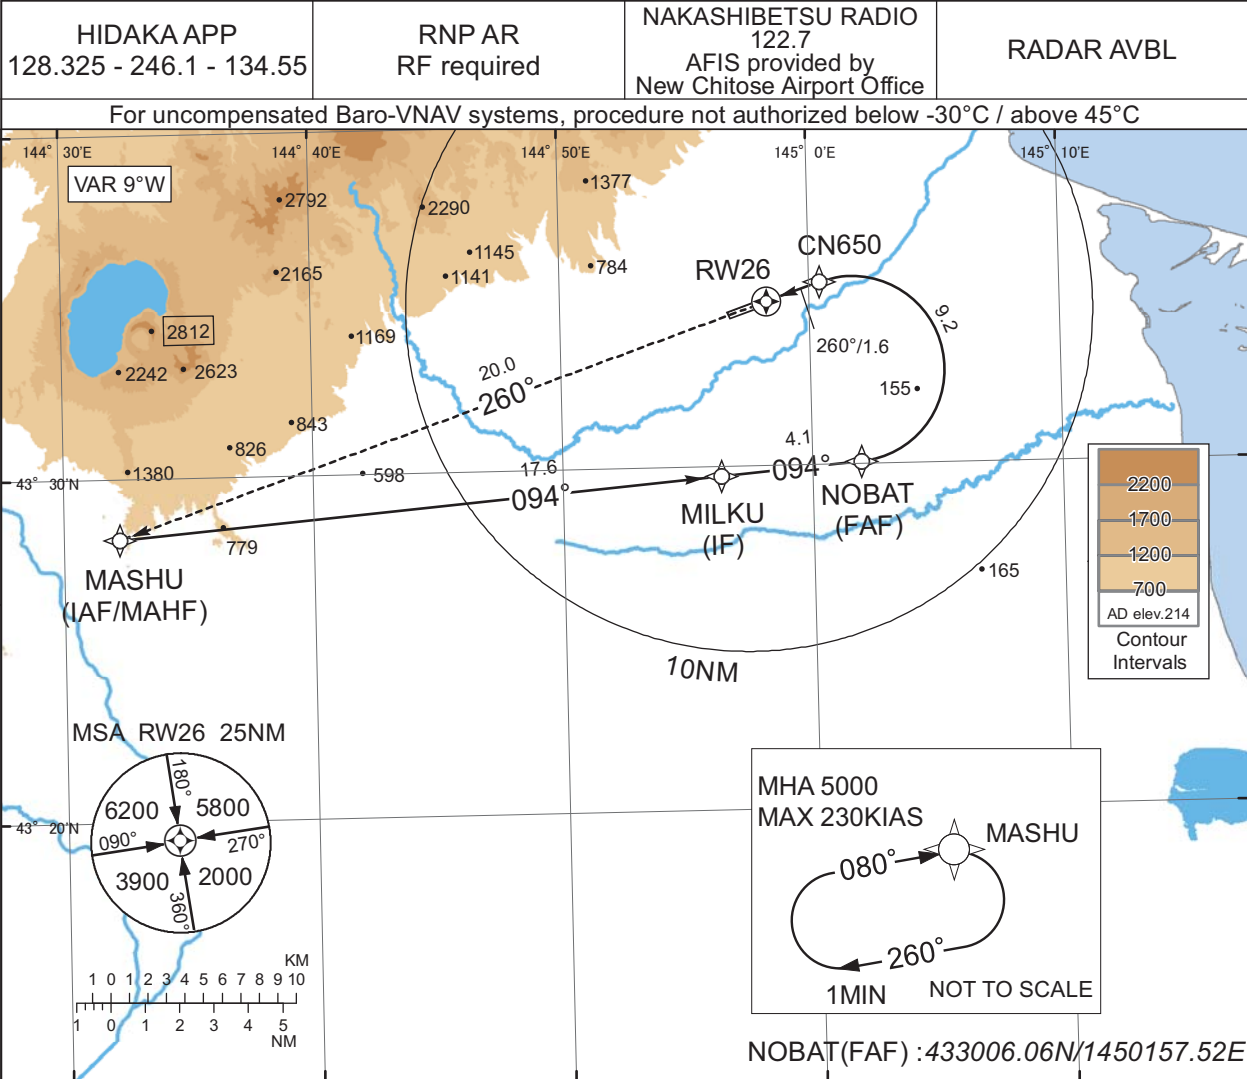 HIDAKA APP
128.325 - 246.1 - 134.55
RNP AR
RF required
NAKASHIBETSU RADIO
122.7
AFIS provided by
New Chitose Airport Office
RADAR AVBL
For uncompensated Baro-VNAV systems, procedure not authorized below -30°C / above 45°C
144° 30'E
144° 40'E
144° 50'E
145° 0'E
145° 10'E
VAR 9°W
2792
2290
1377
1145
1141
784
2165
CN650
RW26
2812
1169
9.2
260°/1.6
2242
2623
20.0
260°
155
843
826
4.1
094°
1380
598
17.6
094°
43° 30'N
NOBAT
(FAF)
MILKU
(IF)
779
MASHU
(IAF/MAHF)
165
10NM
2200
1700
1200
700
AD elev.214
Contour
Intervals
MSA RW26 25NM
180°
6200
5800
090°
270°
3900
2000
360°
43° 20'N
KM
1 0 1 2 3 4 5 6 7 8 9 10
1 0 1 2 3 4 5
NM
MHA 5000
MAX 230KIAS
MASHU
080°
260°
1MIN
NOT TO SCALE
NOBAT(FAF) :433006.06N/1450157.52E